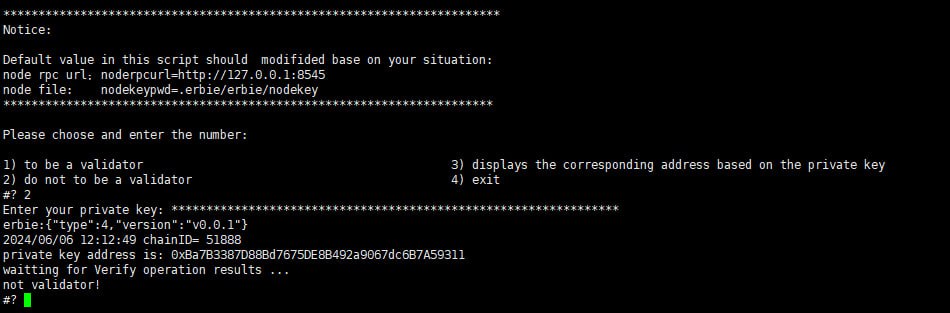 ***********************************************************************
Notice:
Default value in this script should  modifided base on your situation:
node rpc url：noderpcurl=http://127.0.0.1:8545
node file:    nodekeypwd=.erbie/erbie/nodekey
**********************************************************************
Please choose and enter the number:
1) to be a validator                                            3) displays the corresponding address based on the private key
2) do not to be a validator                                     4) exit
#? 2
Enter your private key: ****************************************************************
erbie:{"type":4,"version":"v0.0.1"}
2024/06/06 12:12:49 chainID= 51888
private key address is: 0xBa7B3387D88Bd7675DE8B492a9067dc6B7A59311
waitting for Verify operation results ...
not validator!
#?